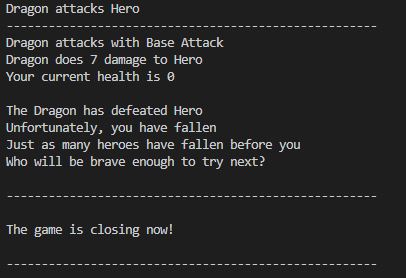 Dragon attacks Hero
--------------------------------------------------
Dragon attacks with Base Attack
Dragon does 7 damage to Hero
Your current health is 0

The Dragon has defeated Hero
Unfortunately, you have fallen
Just as many heroes have fallen before you
Who will be brave enough to try next?

--------------------------------------------------

The game is closing now!

--------------------------------------------------